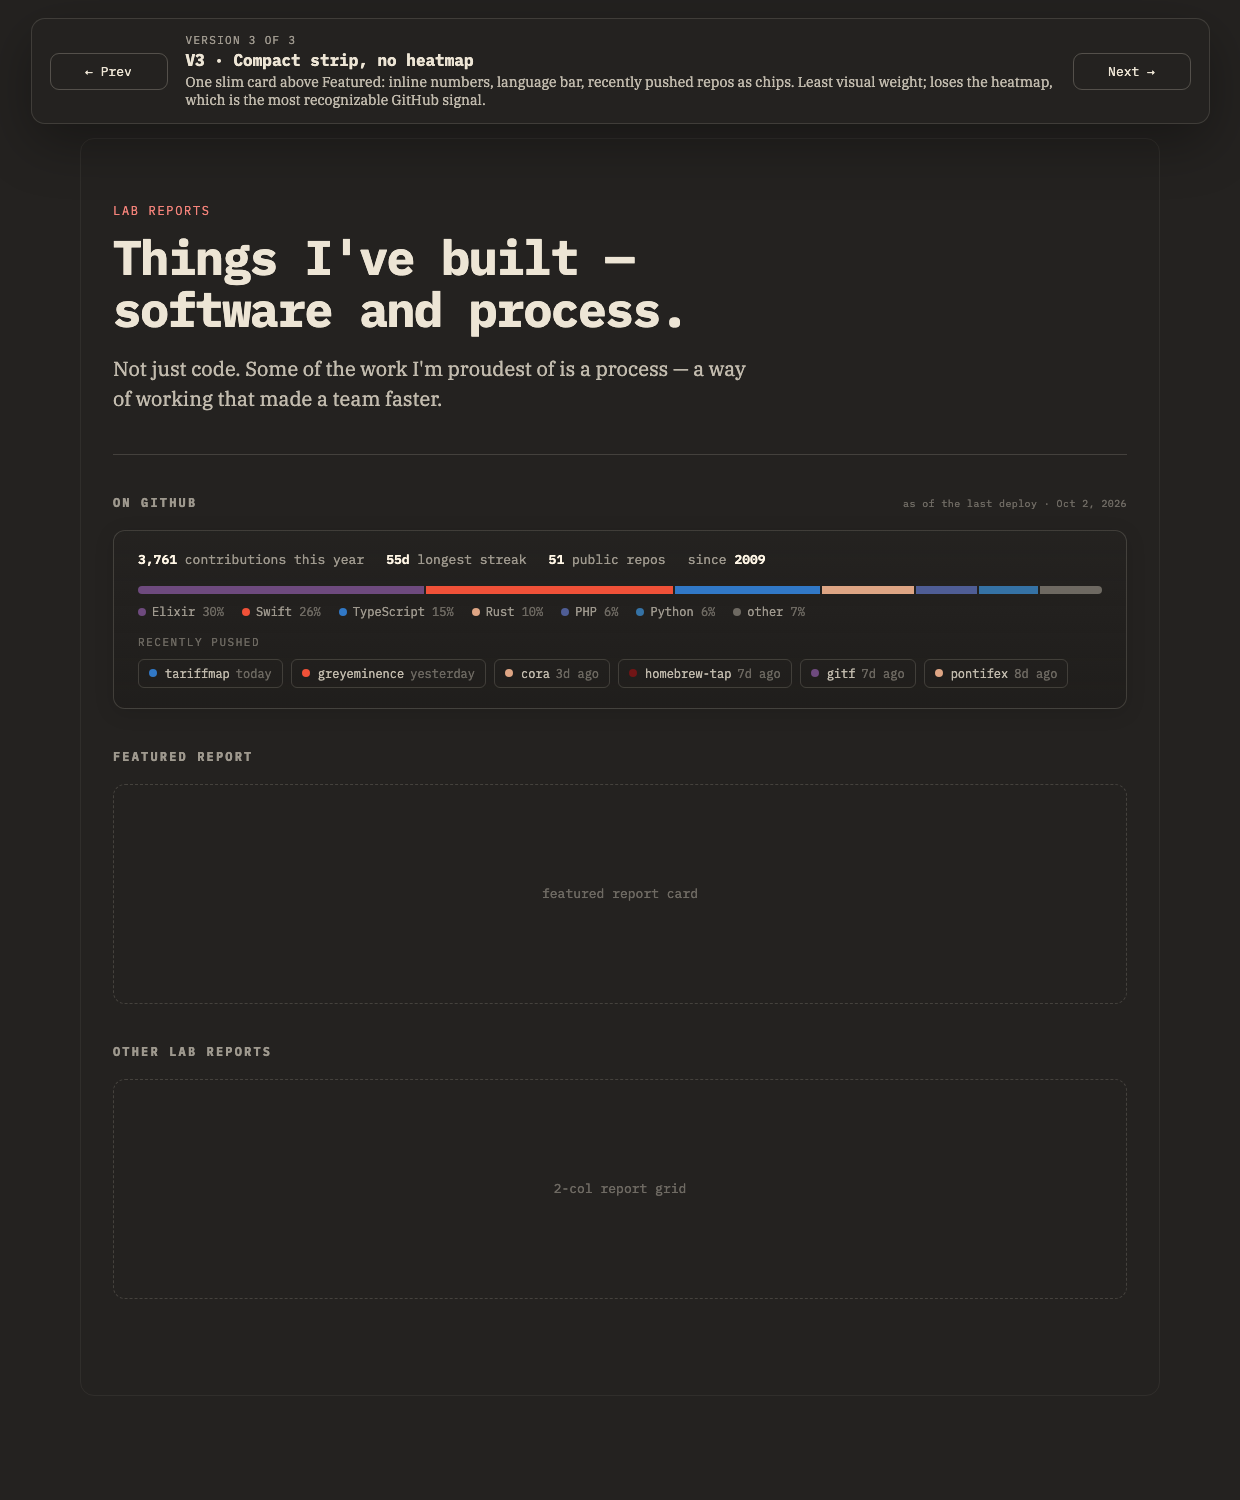 ← Prev
VERSION 3 OF 3
V3 · Compact strip, no heatmap
One slim card above Featured: inline numbers, language bar, recently pushed repos as chips. Least visual weight; loses the heatmap,
which is the most recognizable GitHub signal.
Next →
LAB REPORTS
Things I've built —
software and process.
Not just code. Some of the work I'm proudest of is a process — a way
of working that made a team faster.
ON GITHUB
as of the last deploy · Oct 2, 2026
3,761 contributions this year 55d longest streak 51 public repos since 2009
Elixir 30% Swift 26% TypeScript 15% Rust 10% PHP 6% Python 6% other 7%
RECENTLY PUSHED
tariffmap today greyeminence yesterday cora 3d ago homebrew-tap 7d ago gitf 7d ago pontifex 8d ago
FEATURED REPORT
featured report card
OTHER LAB REPORTS
2-col report grid